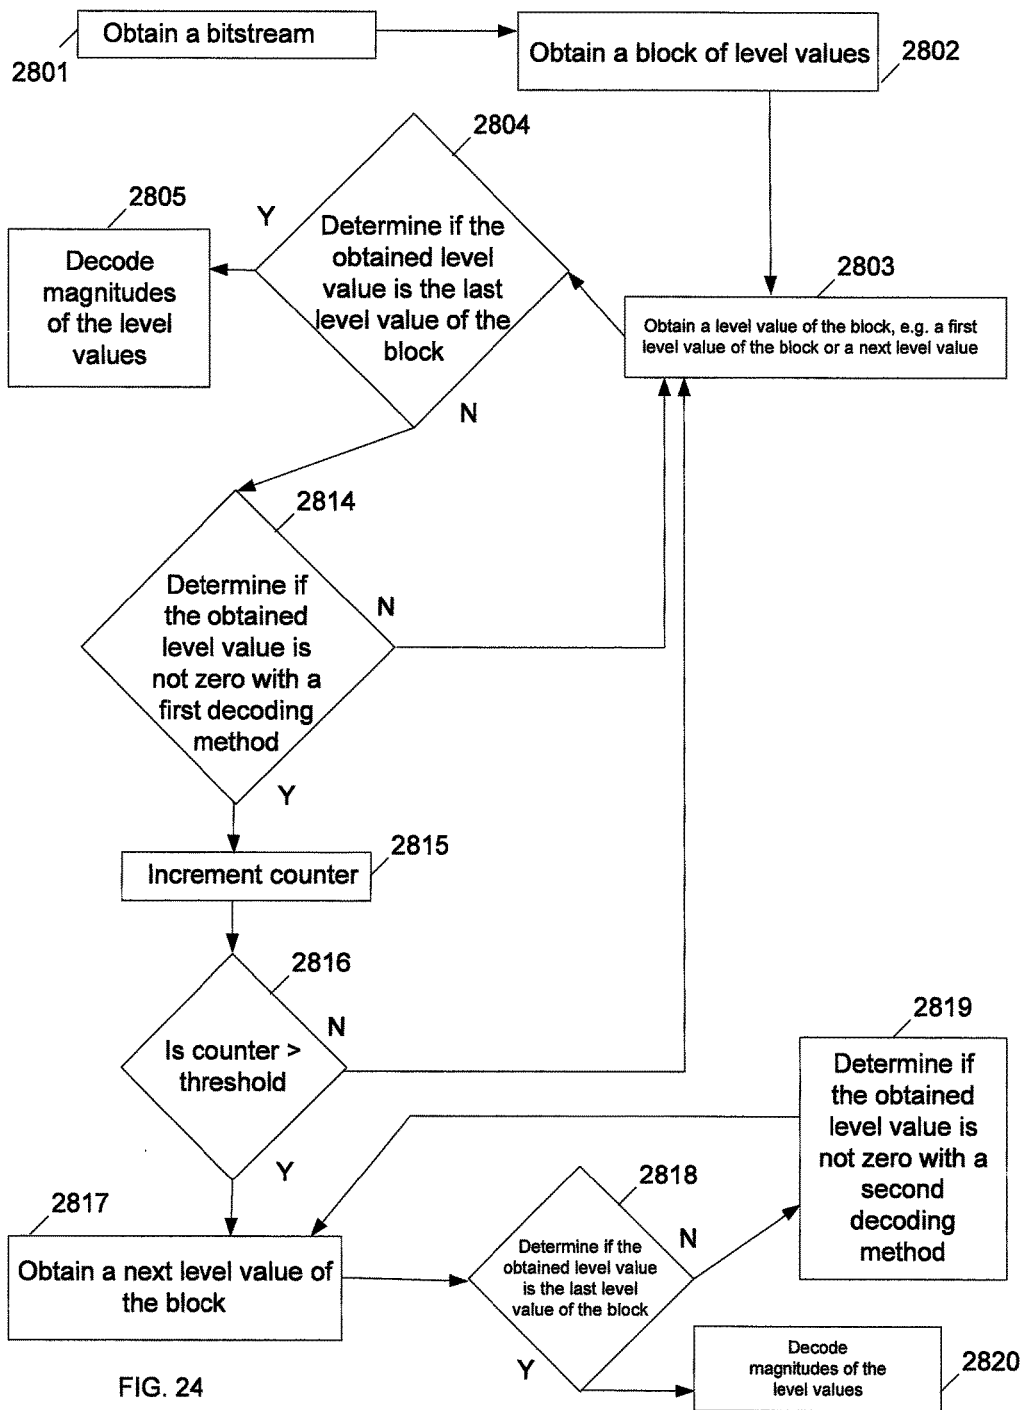 Obtain a bitstream
2801
Obtain a block of level values
2802
2804
Determine if the
obtained level
value is the last
level value of the
block
Y
N
2805
Decode
magnitudes
of the level
values
2803
Obtain a level value of the block, e.g. a first
level value of the block or a next level value
2814
Determine if
the obtained
level value is
not zero with a
first decoding
method
N
Y
2815
Increment counter
2816
Is counter >
threshold
N
Y
2817
Obtain a next level value of
the block
2818
Determine if the
obtained level value
is the last level
value of the block
N
Y
2819
Determine if
the obtained
level value is
not zero with a
second
decoding
method
Decode
magnitudes of the
level values
2820
FIG. 24